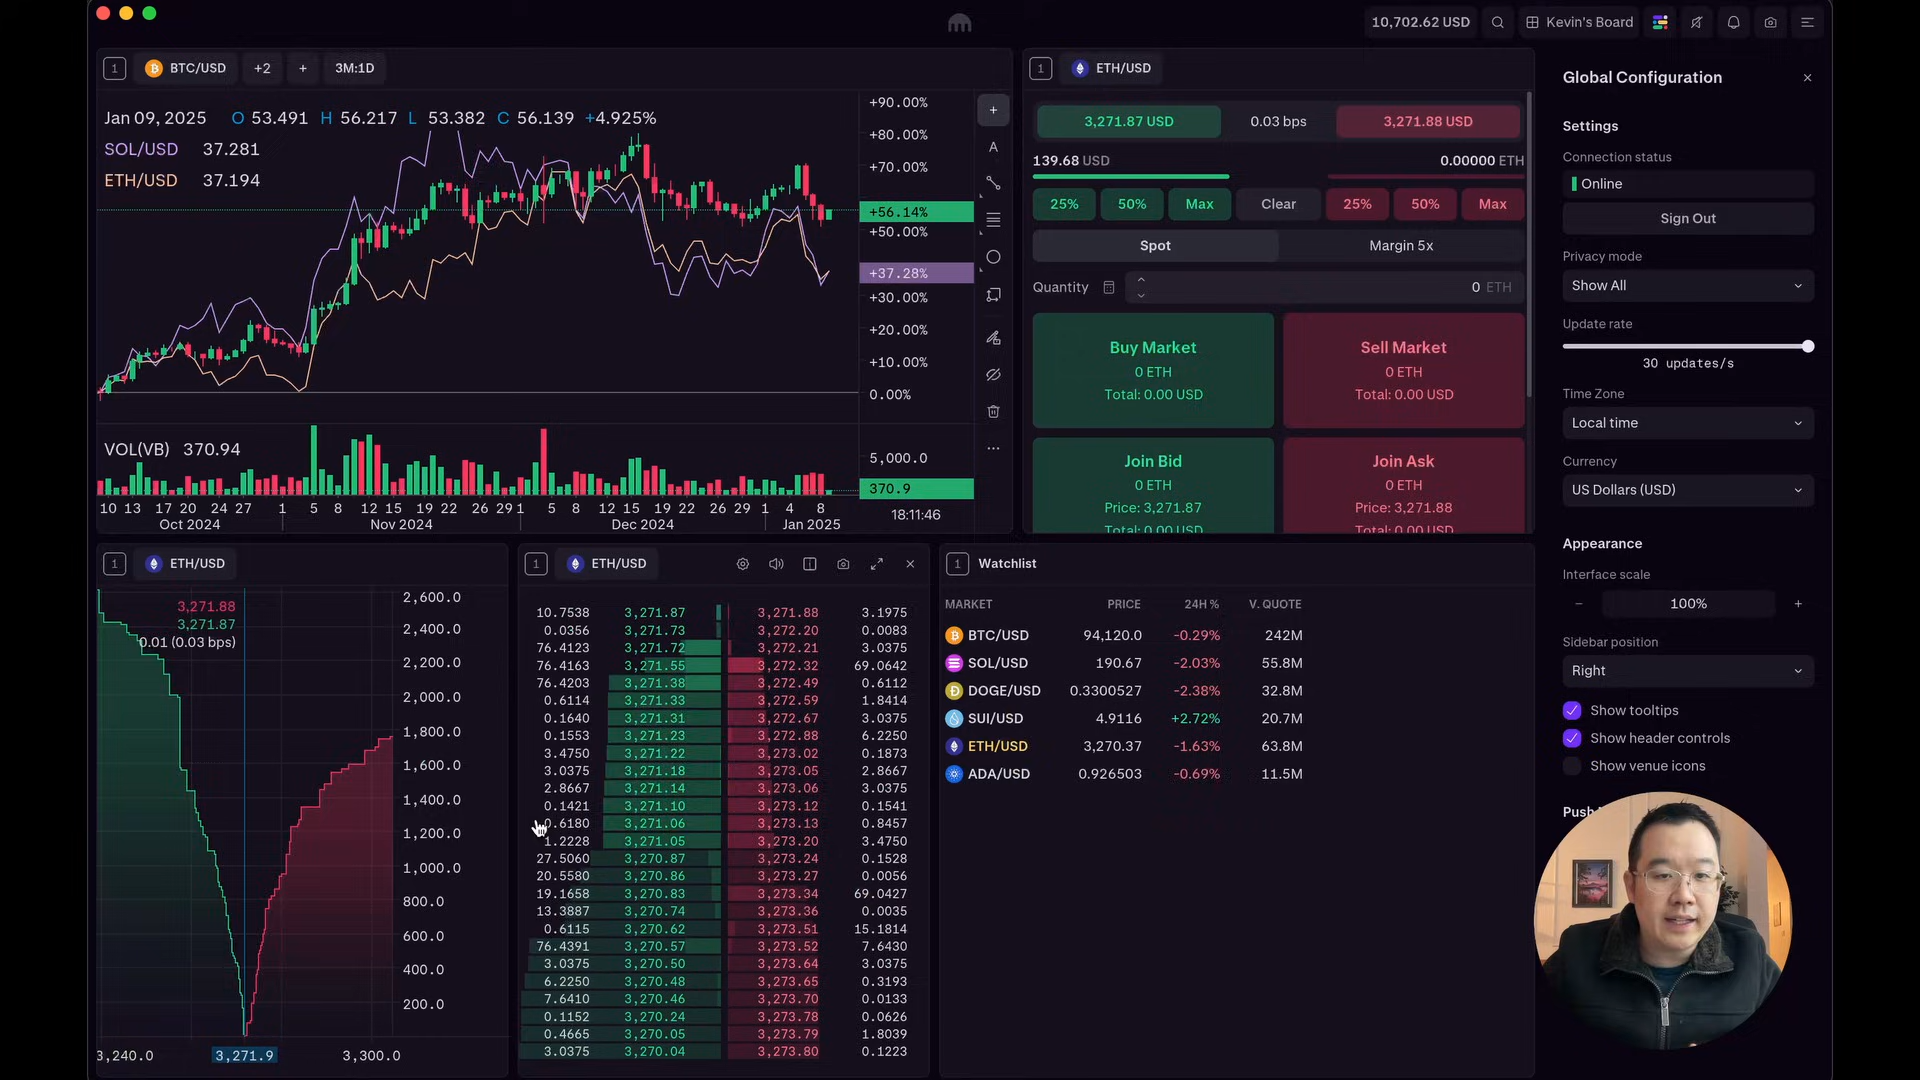 10,702.62 USD
Kevin's Board
1 BTC/USD +2 + 3M:1D
Jan 09, 2025 O 53.491 H 56.217 L 53.382 C 56.139 +4.925%
SOL/USD 37.281
ETH/USD 37.194
+90.00%
+80.00%
+70.00%
+56.14%
+50.00%
+37.28%
+30.00%
+20.00%
+10.00%
0.00%
A
VOL(VB) 370.94
5,000.0
370.9
10 13 17 20 24 27 1 5 8 12 15 19 22 26 29 1 5 8 12 15 19 22 26 29 1 4 8
Oct 2024 Nov 2024 Dec 2024 Jan 2025
18:11:46
1 ETH/USD
3,271.87 USD 0.03 bps 3,271.88 USD
139.68 USD 0.00000 ETH
25% 50% Max Clear 25% 50% Max
Spot Margin 5x
Quantity 0 ETH
Buy Market
0 ETH
Total: 0.00 USD
Sell Market
0 ETH
Total: 0.00 USD
Join Bid
0 ETH
Price: 3,271.87
Total: 0.00 USD
Join Ask
0 ETH
Price: 3,271.88
Total: 0.00 USD
1 ETH/USD
3,271.88
3,271.87
0.01 (0.03 bps)
2,600.0
2,400.0
2,200.0
2,000.0
1,800.0
1,600.0
1,400.0
1,200.0
1,000.0
800.0
600.0
400.0
200.0
3,240.0 3,271.9 3,300.0
1 ETH/USD
10.7538 3,271.87 3,271.88 3.1975
0.0356 3,271.73 3,272.20 0.0083
76.4123 3,271.72 3,272.21 3.0375
76.4163 3,271.55 3,272.32 69.0642
76.4203 3,271.38 3,272.49 0.6112
0.6114 3,271.33 3,272.59 1.8414
0.1640 3,271.31 3,272.67 3.0375
0.1553 3,271.23 3,272.88 6.2250
3.4750 3,271.22 3,273.02 0.1873
3.0375 3,271.18 3,273.05 2.8667
2.8667 3,271.14 3,273.06 3.0375
0.1421 3,271.10 3,273.12 0.1541
0.6180 3,271.06 3,273.13 0.8457
1.2228 3,271.05 3,273.20 3.4750
27.5060 3,270.87 3,273.24 0.1528
20.5580 3,270.86 3,273.27 0.0056
19.1658 3,270.83 3,273.34 69.0427
13.3887 3,270.74 3,273.36 0.0035
0.6115 3,270.62 3,273.51 15.1814
76.4391 3,270.57 3,273.52 7.6430
3.0375 3,270.50 3,273.64 3.0375
6.2250 3,270.48 3,273.65 0.3193
7.6410 3,270.46 3,273.70 0.0133
0.1152 3,270.24 3,273.78 0.0626
0.4665 3,270.05 3,273.79 1.8039
3.0375 3,270.04 3,273.80 0.1223
1 Watchlist
MARKET PRICE 24H % V. QUOTE
BTC/USD 94,120.0 -0.29% 242M
SOL/USD 190.67 -2.03% 55.8M
DOGE/USD 0.3300527 -2.38% 32.8M
SUI/USD 4.9116 +2.72% 20.7M
ETH/USD 3,270.37 -1.63% 63.8M
ADA/USD 0.926503 -0.69% 11.5M
Global Configuration
Settings
Connection status
Online
Sign Out
Privacy mode
Show All
Update rate
30 updates/s
Time Zone
Local time
Currency
US Dollars (USD)
Appearance
Interface scale
− 100% +
Sidebar position
Right
Show tooltips
Show header controls
Show venue icons
Push